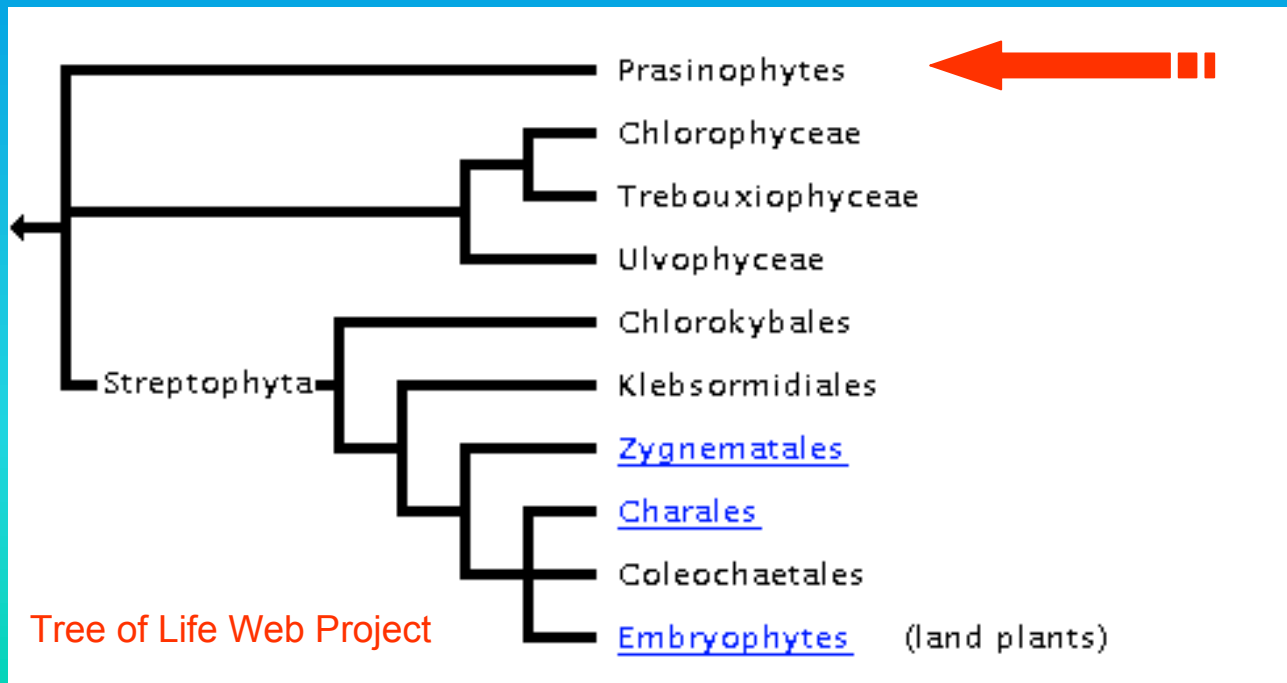 Prasinophytes
Chlorophyceae
Trebouxiophyceae
Ulvophyceae
Chlorokybales
Streptophyta
Klebsormidiales
Zygnematales
Charales
Coleochaetales
Tree of Life Web Project
Embryophytes (land plants)